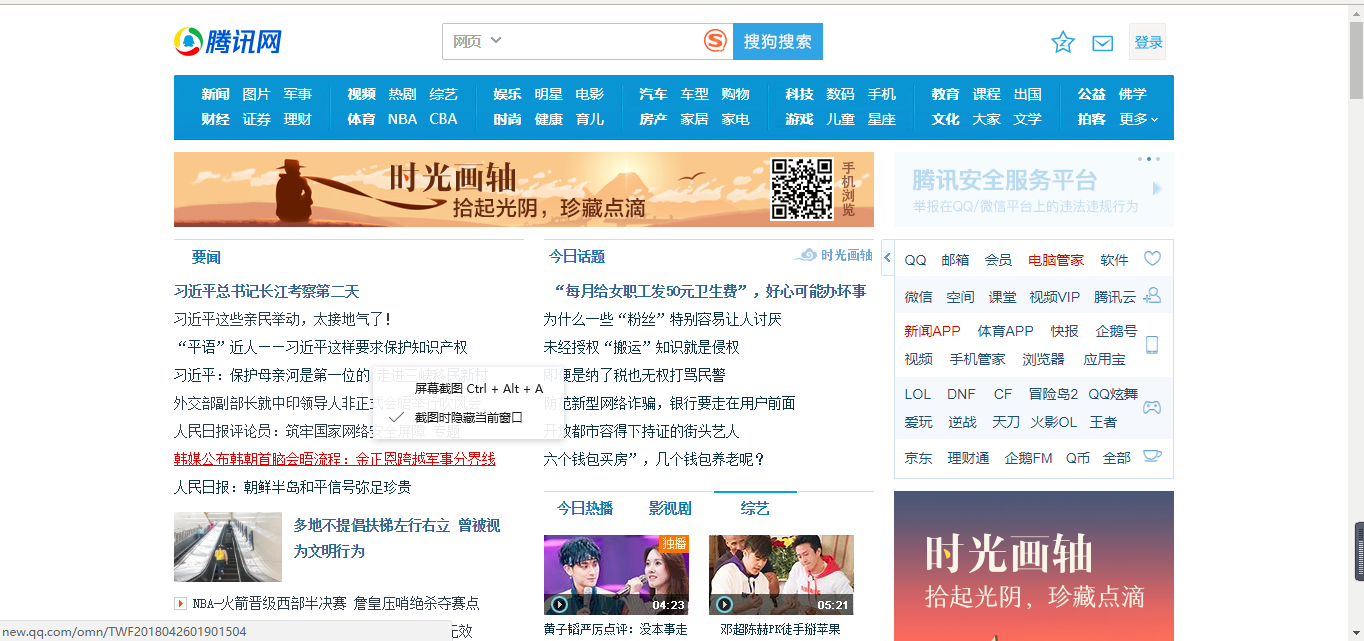 腾讯网
网页
搜狗搜索
登录
新闻 图片 军事 视频 热剧 综艺 娱乐 明星 电影 汽车 车型 购物 科技 数码 手机 教育 课程 出国 公益 佛学
财经 证券 理财 体育 NBA CBA 时尚 健康 育儿 房产 家居 家电 游戏 儿童 星座 文化 大家 文学 拍客 更多
时光画轴
拾起光阴，珍藏点滴
手机浏览
腾讯安全服务平台
举报在QQ/微信平台上的违法违规行为
要闻
习近平总书记长江考察第二天
习近平这些亲民举动，太接地气了！
“平语”近人——习近平这样要求保护知识产权
习近平：保护母亲河是第一位的 走进三峡移民新村
外交部副部长就中印领导人非正式会晤举行吹风会
人民日报评论员：筑牢国家网络安全屏障 专题
韩媒公布韩朝首脑会晤流程：金正恩跨越军事分界线
人民日报：朝鲜半岛和平信号弥足珍贵
多地不提倡扶梯左行右立 曾被视
为文明行为
NBA-火箭晋级西部半决赛 詹皇压哨绝杀夺赛点
无效
new.qq.com/omn/TWF2018042601901504
屏幕截图 Ctrl + Alt + A
截图时隐藏当前窗口
今日话题
时光画轴
“每月给女职工发50元卫生费”，好心可能办坏事
为什么一些“粉丝”特别容易让人讨厌
未经授权“搬运”知识就是侵权
即便是纳了税也无权打骂民警
防范新型网络诈骗，银行要走在用户前面
开放都市容得下持证的街头艺人
六个钱包买房”，几个钱包养老呢？
今日热播 影视剧 综艺
独播
04:23
05:21
黄子韬严厉点评：没本事走
邓超陈赫PK徒手掰苹果
QQ 邮箱 会员 电脑管家 软件
微信 空间 课堂 视频VIP 腾讯云
新闻APP 体育APP 快报 企鹅号
视频 手机管家 浏览器 应用宝
LOL DNF CF 冒险岛2 QQ炫舞
爱玩 逆战 天刀 火影OL 王者
京东 理财通 企鹅FM Q币 全部
时光画轴
拾起光阴，珍藏点滴